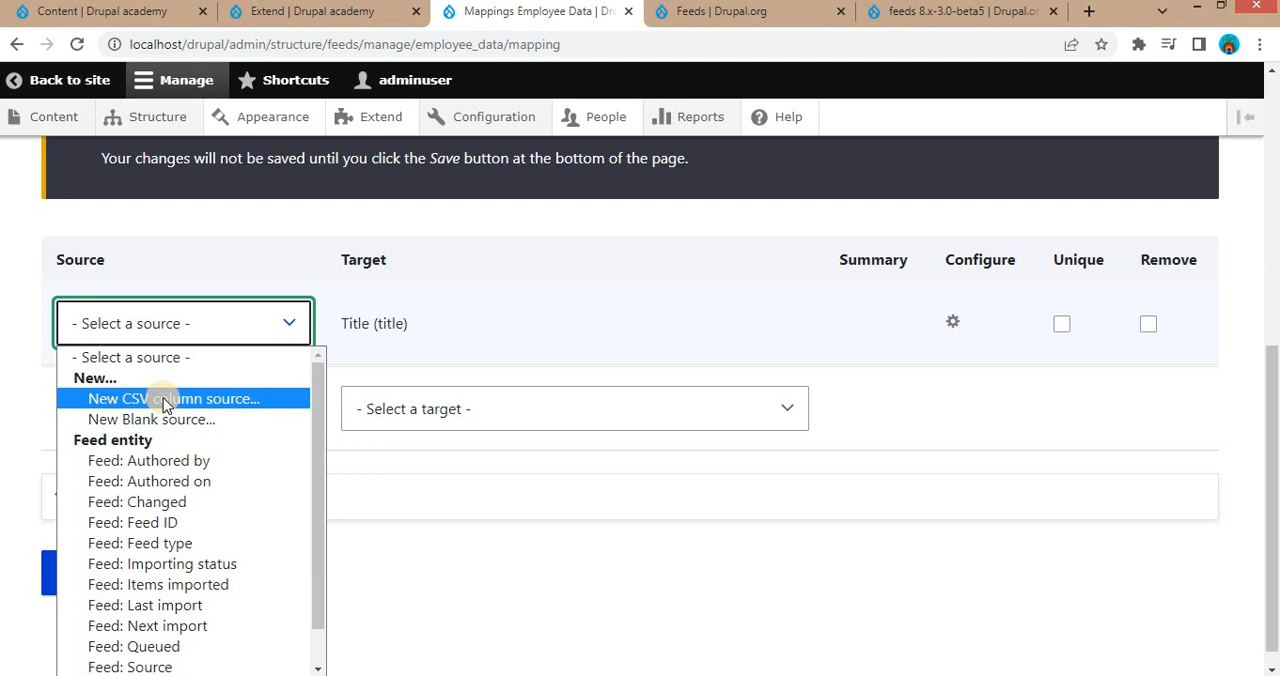 Content | Drupal academy
Extend | Drupal academy
Mappings Employee Data | Dr
Feeds | Drupal.org
feeds 8.x-3.0-beta5 | Drupal.or
localhost/drupal/admin/structure/feeds/manage/employee_data/mapping
Back to site
Manage
Shortcuts
adminuser
Content
Structure
Appearance
Extend
Configuration
People
Reports
Help
Your changes will not be saved until you click the Save button at the bottom of the page.
Source
Target
Summary
Configure
Unique
Remove
- Select a source -
Title (title)
- Select a source -
New...
New CSV column source...
New Blank source...
- Select a target -
Feed entity
Feed: Authored by
Feed: Authored on
Feed: Changed
Feed: Feed ID
Feed: Feed type
Feed: Importing status
Feed: Items imported
Feed: Last import
Feed: Next import
Feed: Queued
Feed: Source